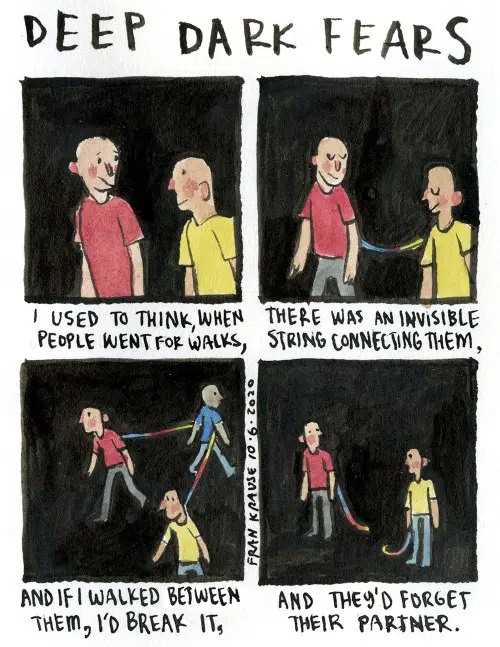 DEEP DARK FEARS
I USED TO THINK, WHEN
PEOPLE WENT FOR WALKS,
THERE WAS AN INVISIBLE
STRING CONNECTING THEM,
AND IF I WALKED BETWEEN
THEM, I'D BREAK IT,
FRAN KRAUSE 10·6·2020
AND THEY'D FORGET
THEIR PARTNER.